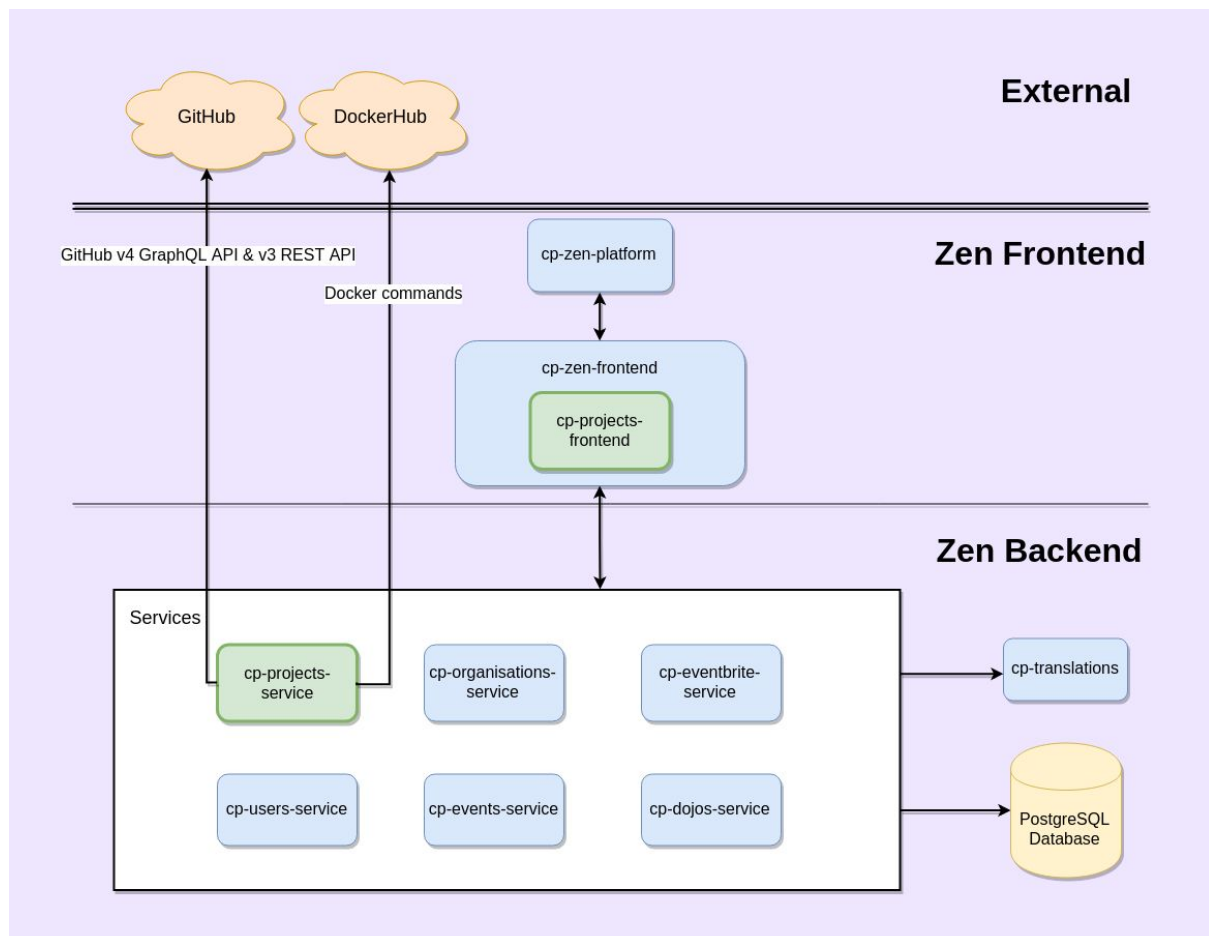 External
GitHub
DockerHub
Zen Frontend
GitHub v4 GraphQL API & v3 REST API
Docker commands
cp-zen-platform
cp-zen-frontend
cp-projects-
frontend
Zen Backend
Services
cp-projects-
service
cp-organisations-
service
cp-eventbrite-
service
cp-users-service
cp-events-service
cp-dojos-service
cp-translations
PostgreSQL
Database